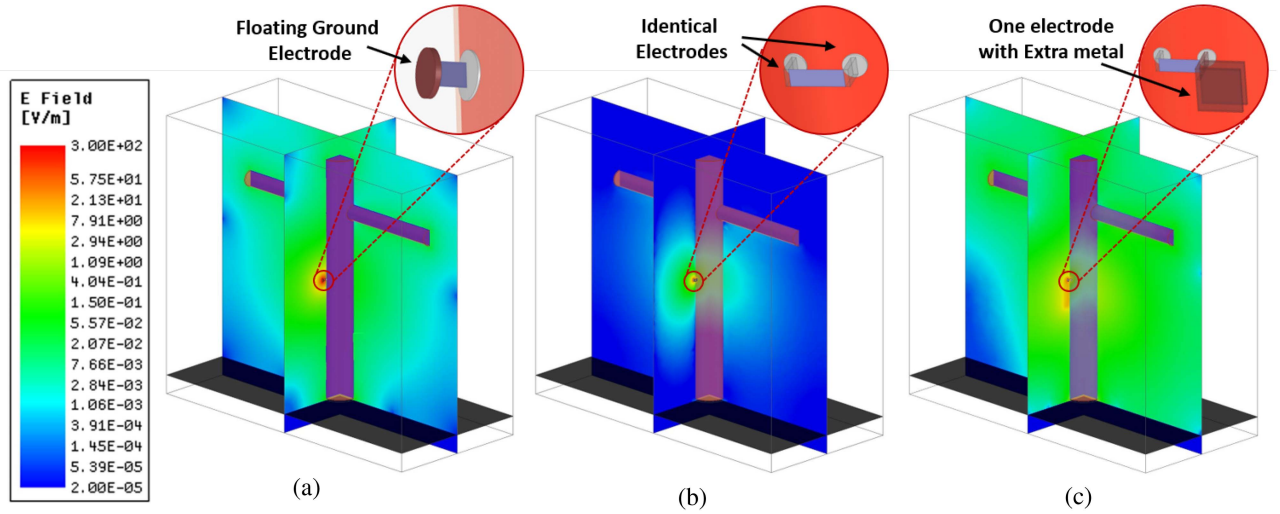 Floating Ground
Electrode
Identical
Electrodes
One electrode
with Extra metal
E Field
[V/m]
3.00E+02
5.75E+01
2.13E+01
7.91E+00
2.94E+00
1.09E+00
4.04E-01
1.50E-01
5.57E-02
2.07E-02
7.66E-03
2.84E-03
1.06E-03
3.91E-04
1.45E-04
5.39E-05
2.00E-05
(a)
(b)
(c)